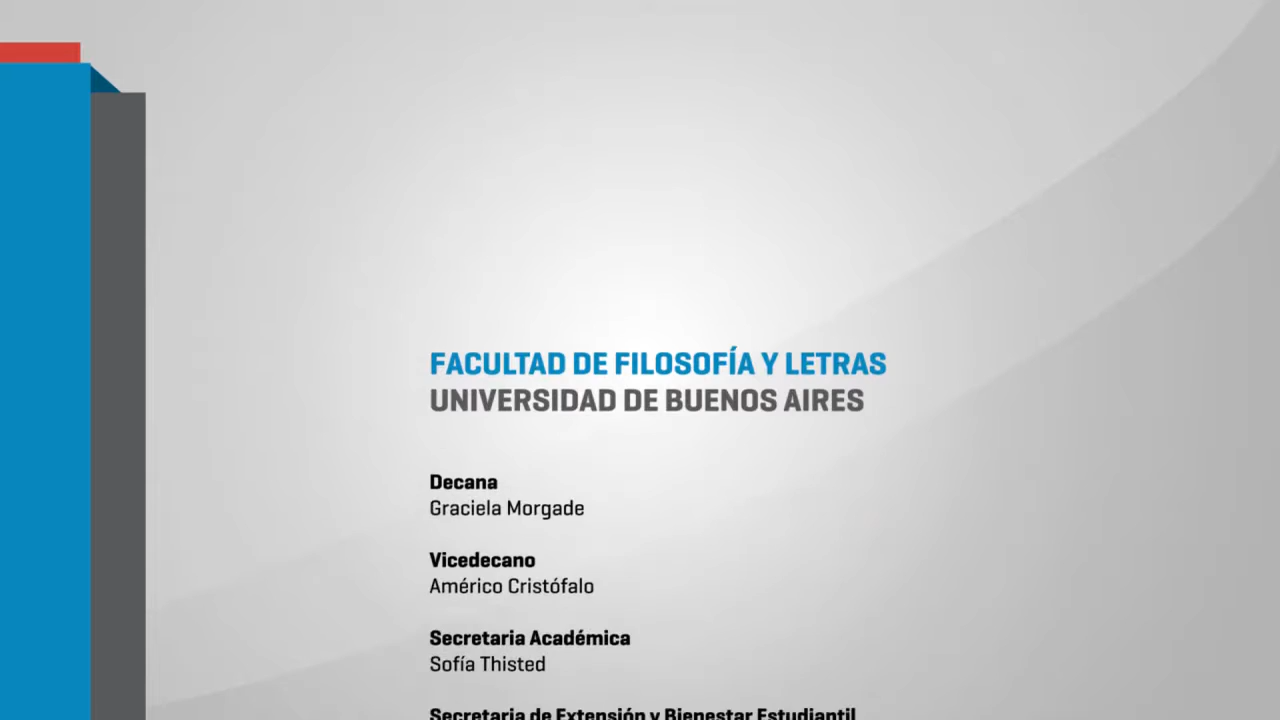 FACULTAD DE FILOSOFÍA Y LETRAS
UNIVERSIDAD DE BUENOS AIRES
Decana
Graciela Morgade
Vicedecano
Américo Cristófalo
Secretaria Académica
Sofía Thisted
Secretaria de Extensión y Bienestar Estudiantil